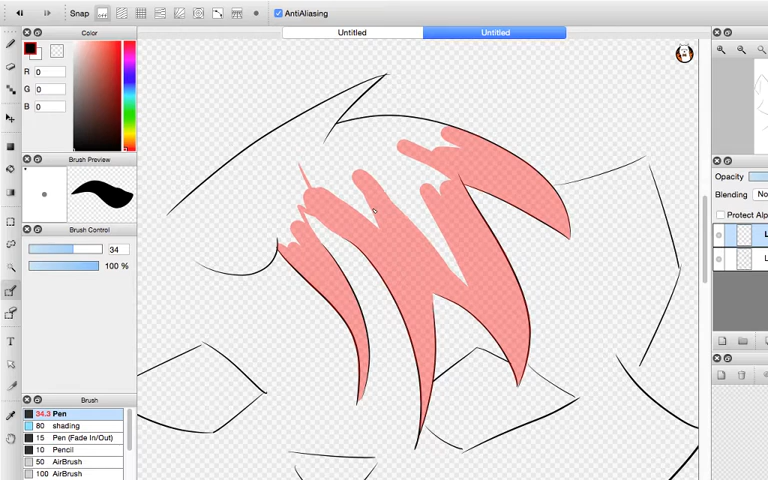 Snap
off
AntiAliasing
Untitled
Untitled
Color
R 0
G 0
B 0
Brush Preview
Brush Control
34
100 %
Brush
34.3 Pen
80 shading
15 Pen (Fade In/Out)
10 Pencil
50 AirBrush
100 AirBrush
Opacity
Blending No
Protect Alp
L
L
T